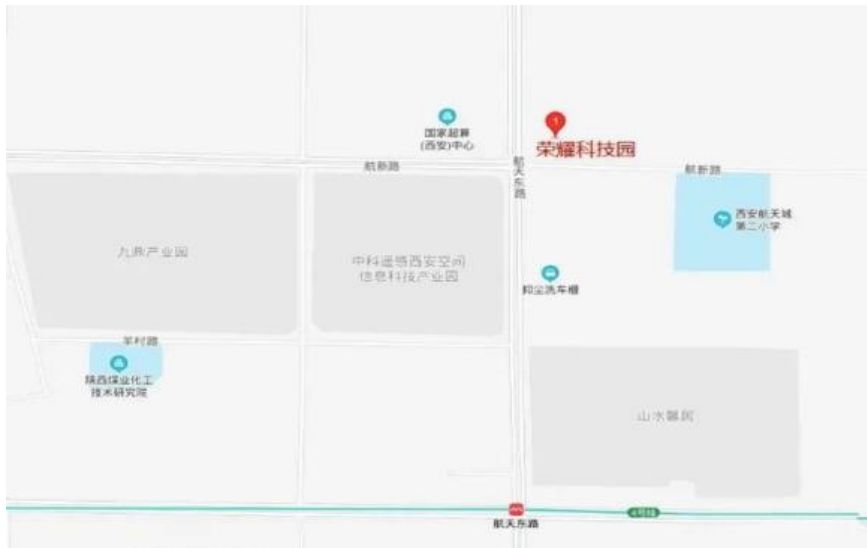 1
国家超算
(西安)中心
荣耀科技园
航新路
航天东路
航新路
西安航天城
第二小学
九鼎产业园
中科遥感西安空间
信息科技产业园
抑尘洗车棚
羊村路
陕西煤业化工
技术研究院
山水馨居
4号线
航天东路